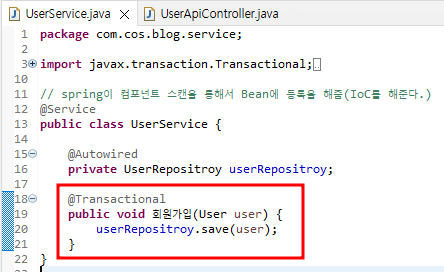 UserService.java
UserApiController.java
1 package com.cos.blog.service;
2
3 import javax.transaction.Transactional;
10
11 // spring이 컴포넌트 스캔을 통해서 Bean에 등록을 해줌(IoC를 해준다.)
12 @Service
13 public class UserService {
14
15 @Autowired
16 private UserRepositroy userRepositroy;
17
18 @Transactional
19 public void 회원가입(User user) {
20 userRepositroy.save(user);
21 }
22 }
23